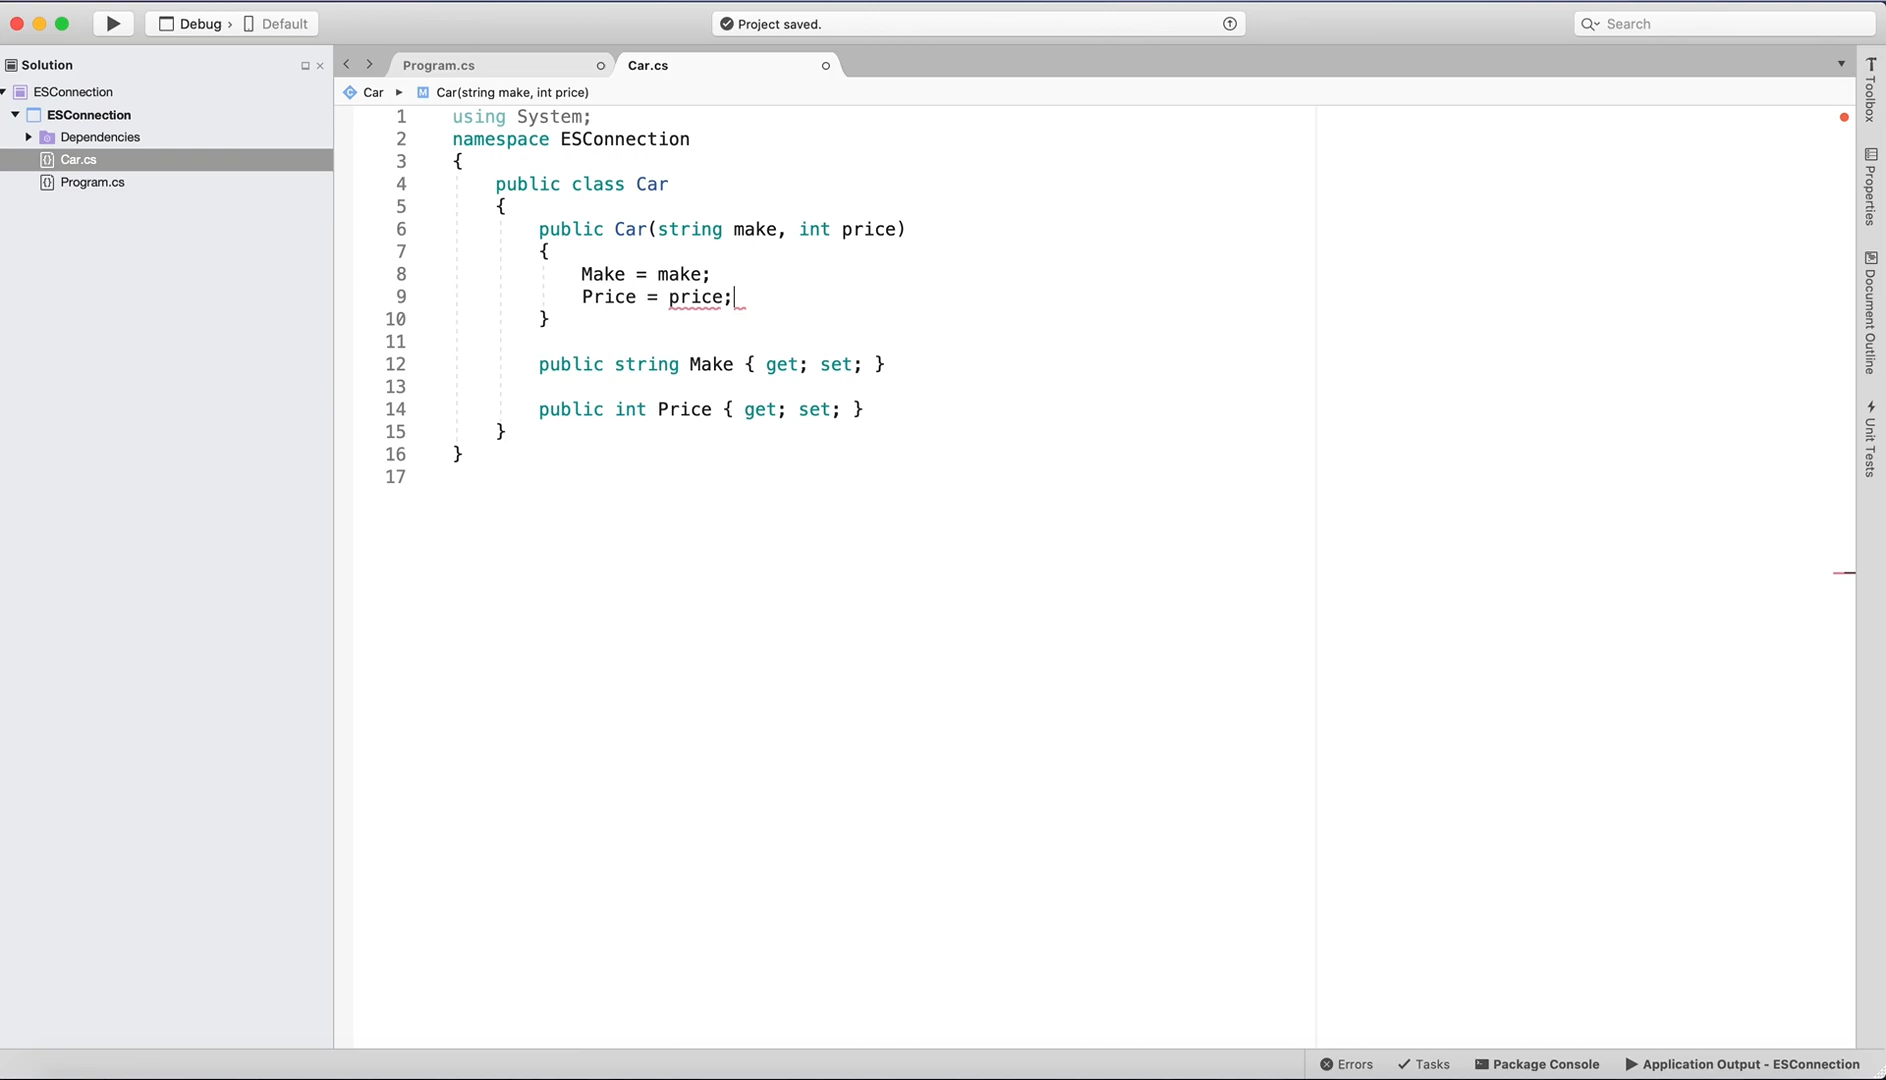 Debug › Default
Project saved.
Search
Solution
ESConnection
ESConnection
Dependencies
Car.cs
Program.cs
Program.cs
Car.cs
Car ▸ Car(string make, int price)
1 using System;
2 namespace ESConnection
3 {
4 public class Car
5 {
6 public Car(string make, int price)
7 {
8 Make = make;
9 Price = price;
10 }
11
12 public string Make { get; set; }
13
14 public int Price { get; set; }
15 }
16 }
17
Toolbox
Properties
Document Outline
Unit Tests
Errors
Tasks
Package Console
Application Output - ESConnection